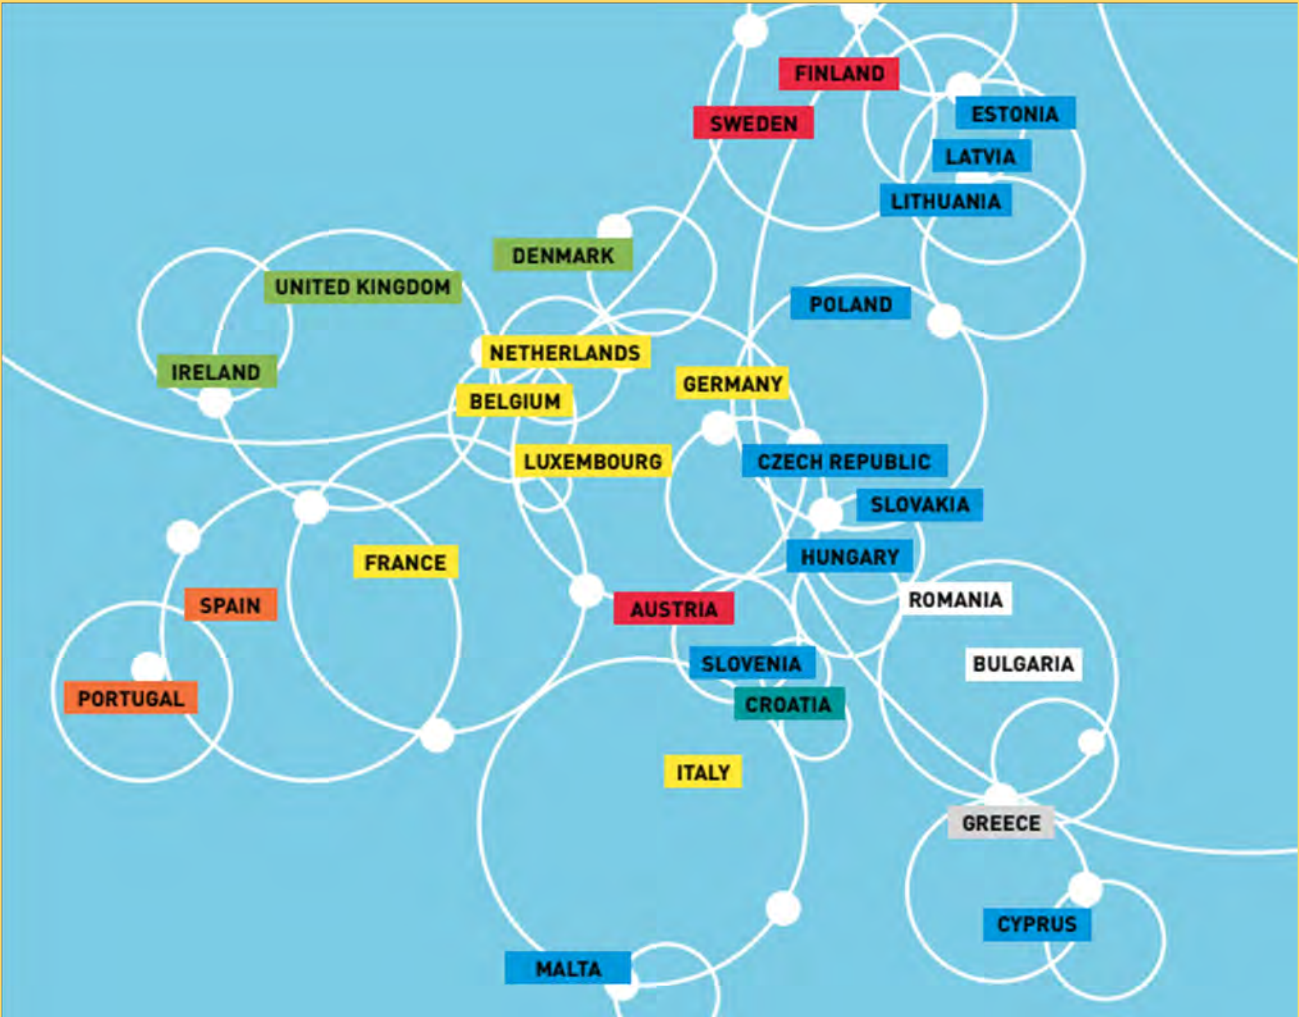 FINLAND
ESTONIA
SWEDEN
LATVIA
LITHUANIA
DENMARK
UNITED KINGDOM
POLAND
NETHERLANDS
IRELAND
GERMANY
BELGIUM
LUXEMBOURG
CZECH REPUBLIC
SLOVAKIA
HUNGARY
FRANCE
ROMANIA
SPAIN
AUSTRIA
SLOVENIA
BULGARIA
PORTUGAL
CROATIA
ITALY
GREECE
CYPRUS
MALTA